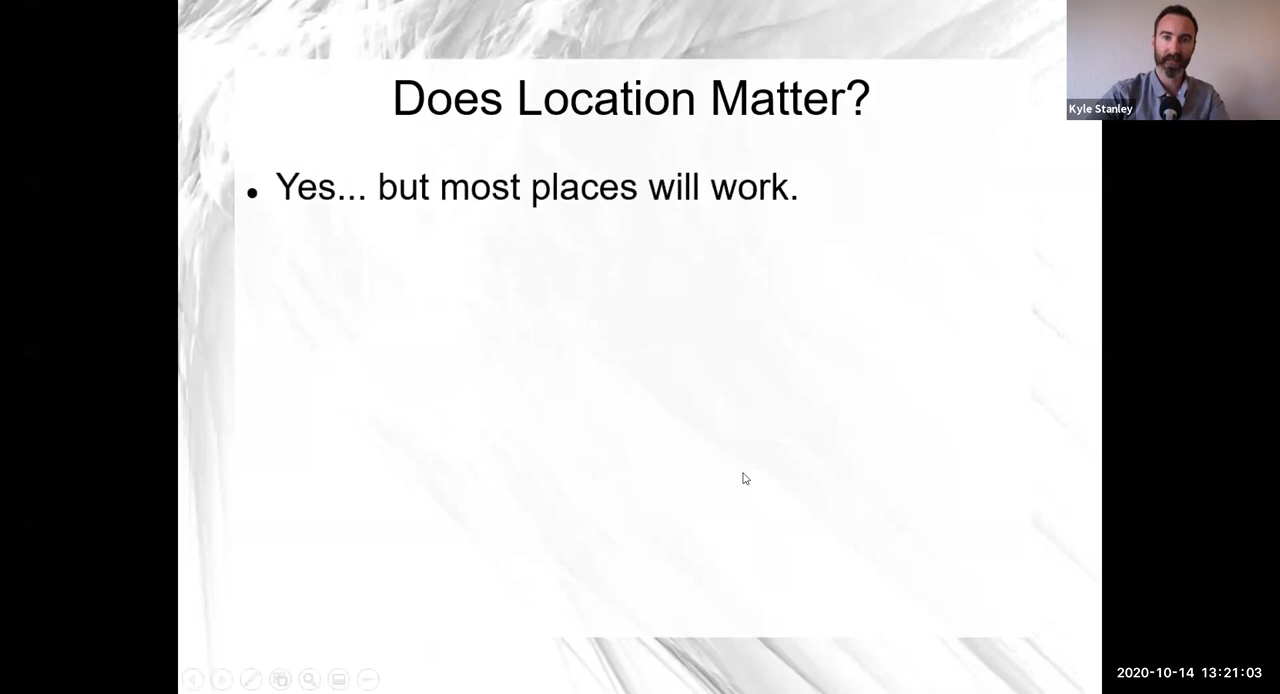 Does Location Matter?
• Yes... but most places will work.
Kyle Stanley
2020-10-14 13:21:03